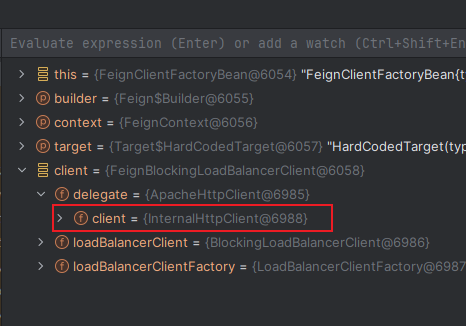 Evaluate expression (Enter) or add a watch (Ctrl+Shift+En
this = {FeignClientFactoryBean@6054} "FeignClientFactoryBean{t
builder = {Feign$Builder@6055}
context = {FeignContext@6056}
target = {Target$HardCodedTarget@6057} "HardCodedTarget(typ
client = {FeignBlockingLoadBalancerClient@6058}
delegate = {ApacheHttpClient@6985}
client = {InternalHttpClient@6988}
loadBalancerClient = {BlockingLoadBalancerClient@6986}
loadBalancerClientFactory = {LoadBalancerClientFactory@6987